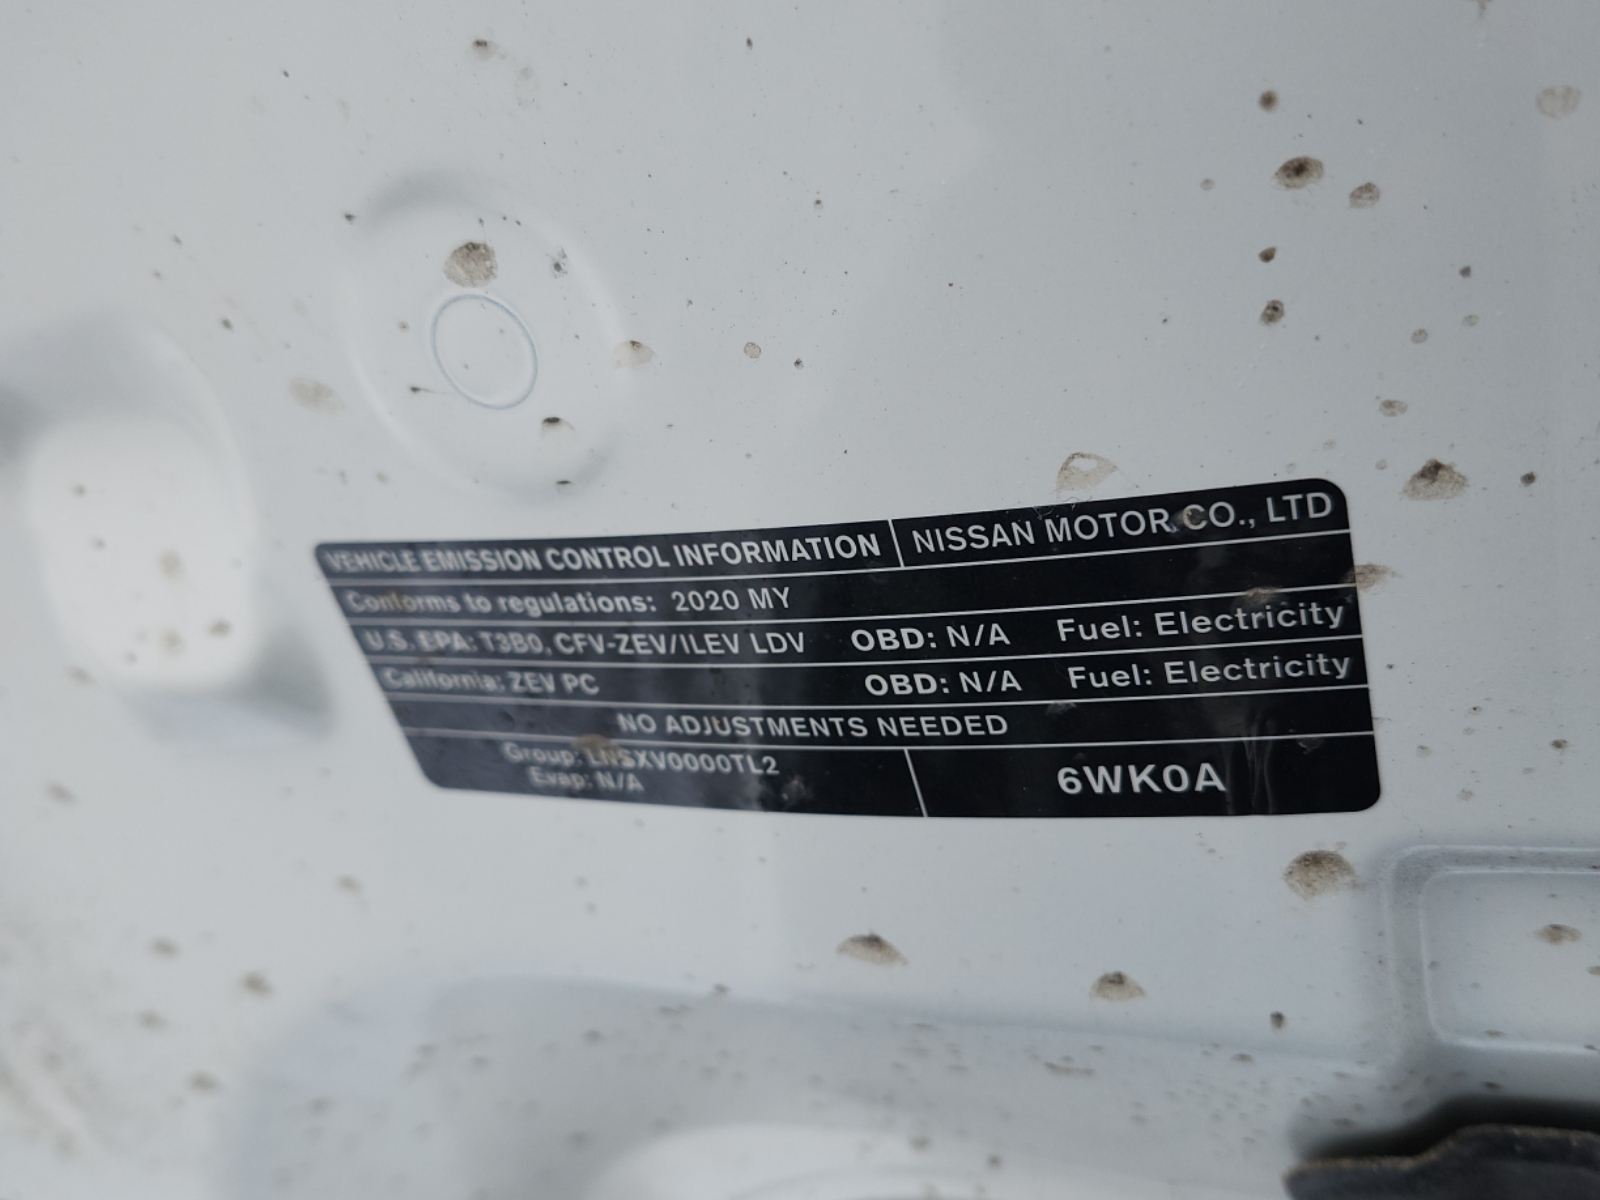 VEHICLE EMISSION CONTROL INFORMATION NISSAN MOTOR CO., LTD
Conforms to regulations: 2020 MY
U.S. EPA: T3B0, CFV-ZEV/ILEV LDV OBD: N/A Fuel: Electricity
California: ZEV PC OBD: N/A Fuel: Electricity
NO ADJUSTMENTS NEEDED
Group: LNSXV0000TL2
Evap: N/A
6WK0A